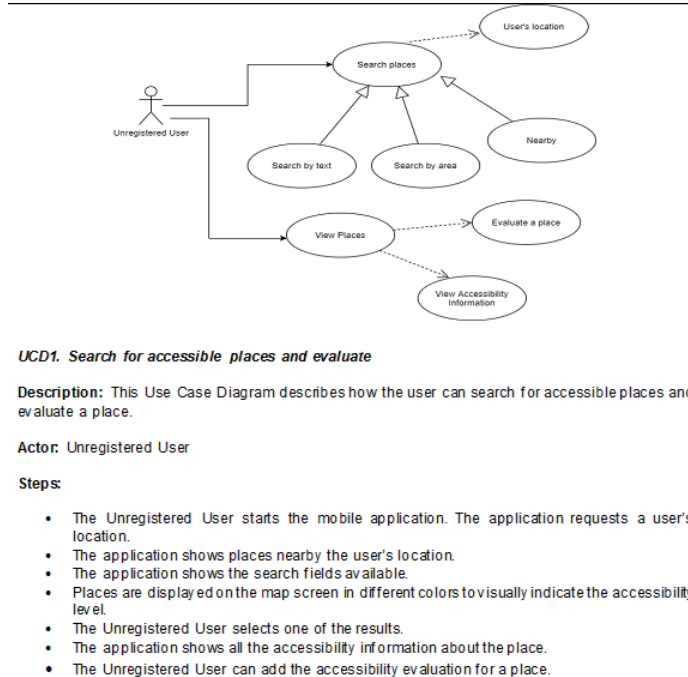 User's location
Search places
Unregistered User
Nearby
Search by text
Search by area
Evaluate a place
View Places
View Accessibility
Information
UCD1. Search for accessible places and evaluate
Description: This Use Case Diagram describes how the user can search for accessible places and
evaluate a place.
Actor: Unregistered User
Steps:
• The Unregistered User starts the mobile application. The application requests a user's
location.
• The application shows places nearby the user's location.
• The application shows the search fields available.
• Places are displayed on the map screen in different colors to visually indicate the accessibility
level.
• The Unregistered User selects one of the results.
• The application shows all the accessibility information about the place.
• The Unregistered User can add the accessibility evaluation for a place.